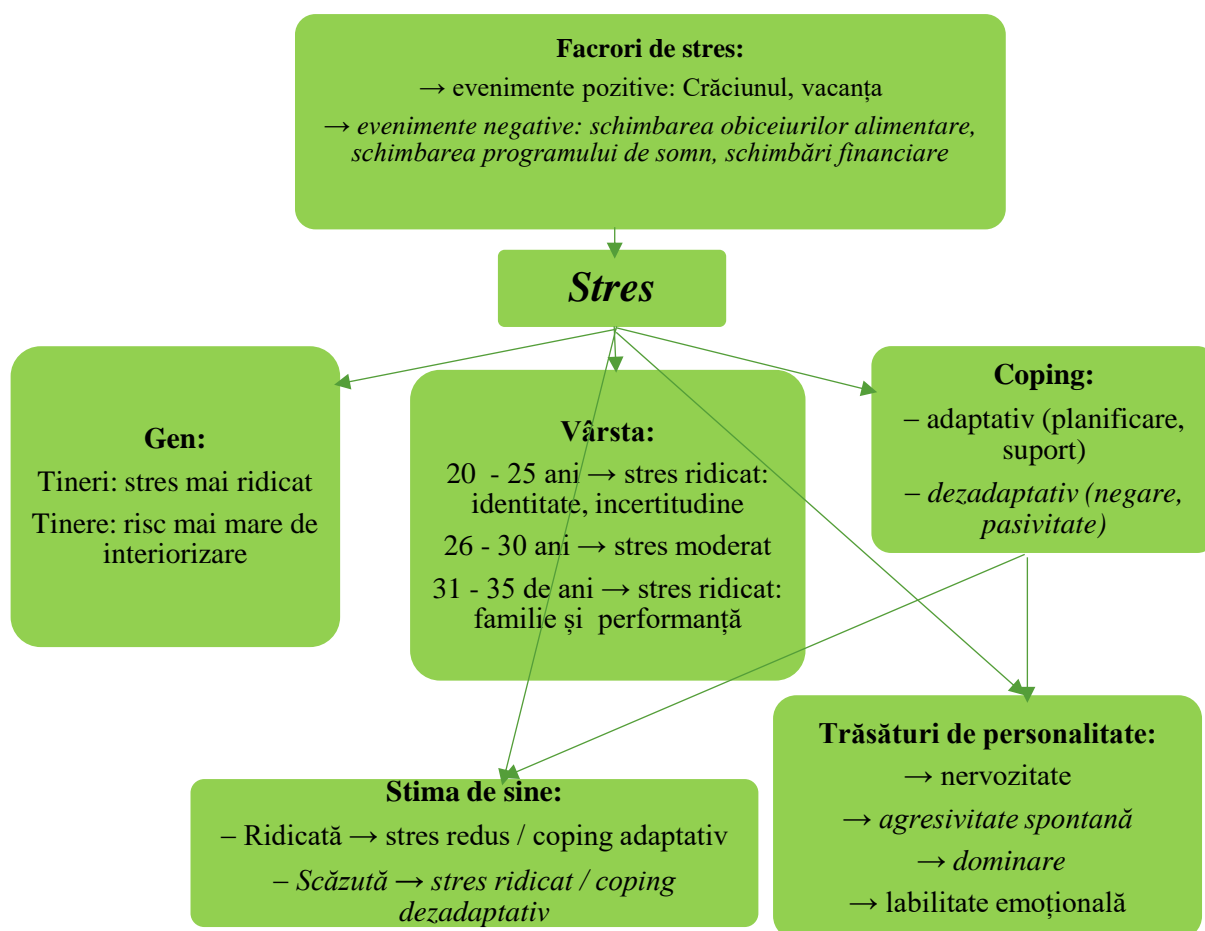 Facrori de stres:
→ evenimente pozitive: Crăciunul, vacanța
→ evenimente negative: schimbarea obiceiurilor alimentare,
schimbarea programului de somn, schimbări financiare
Stres
Gen:
Tineri: stres mai ridicat
Tinere: risc mai mare de
interiorizare
Vârsta:
20 - 25 ani → stres ridicat:
identitate, incertitudine
26 - 30 ani → stres moderat
31 - 35 de ani → stres ridicat:
familie și performanță
Coping:
– adaptativ (planificare,
suport)
– dezadaptativ (negare,
pasivitate)
Stima de sine:
– Ridicată → stres redus / coping adaptativ
– Scăzută → stres ridicat / coping
dezadaptativ
Trăsături de personalitate:
→ nervozitate
→ agresivitate spontană
→ dominare
→ labilitate emoțională